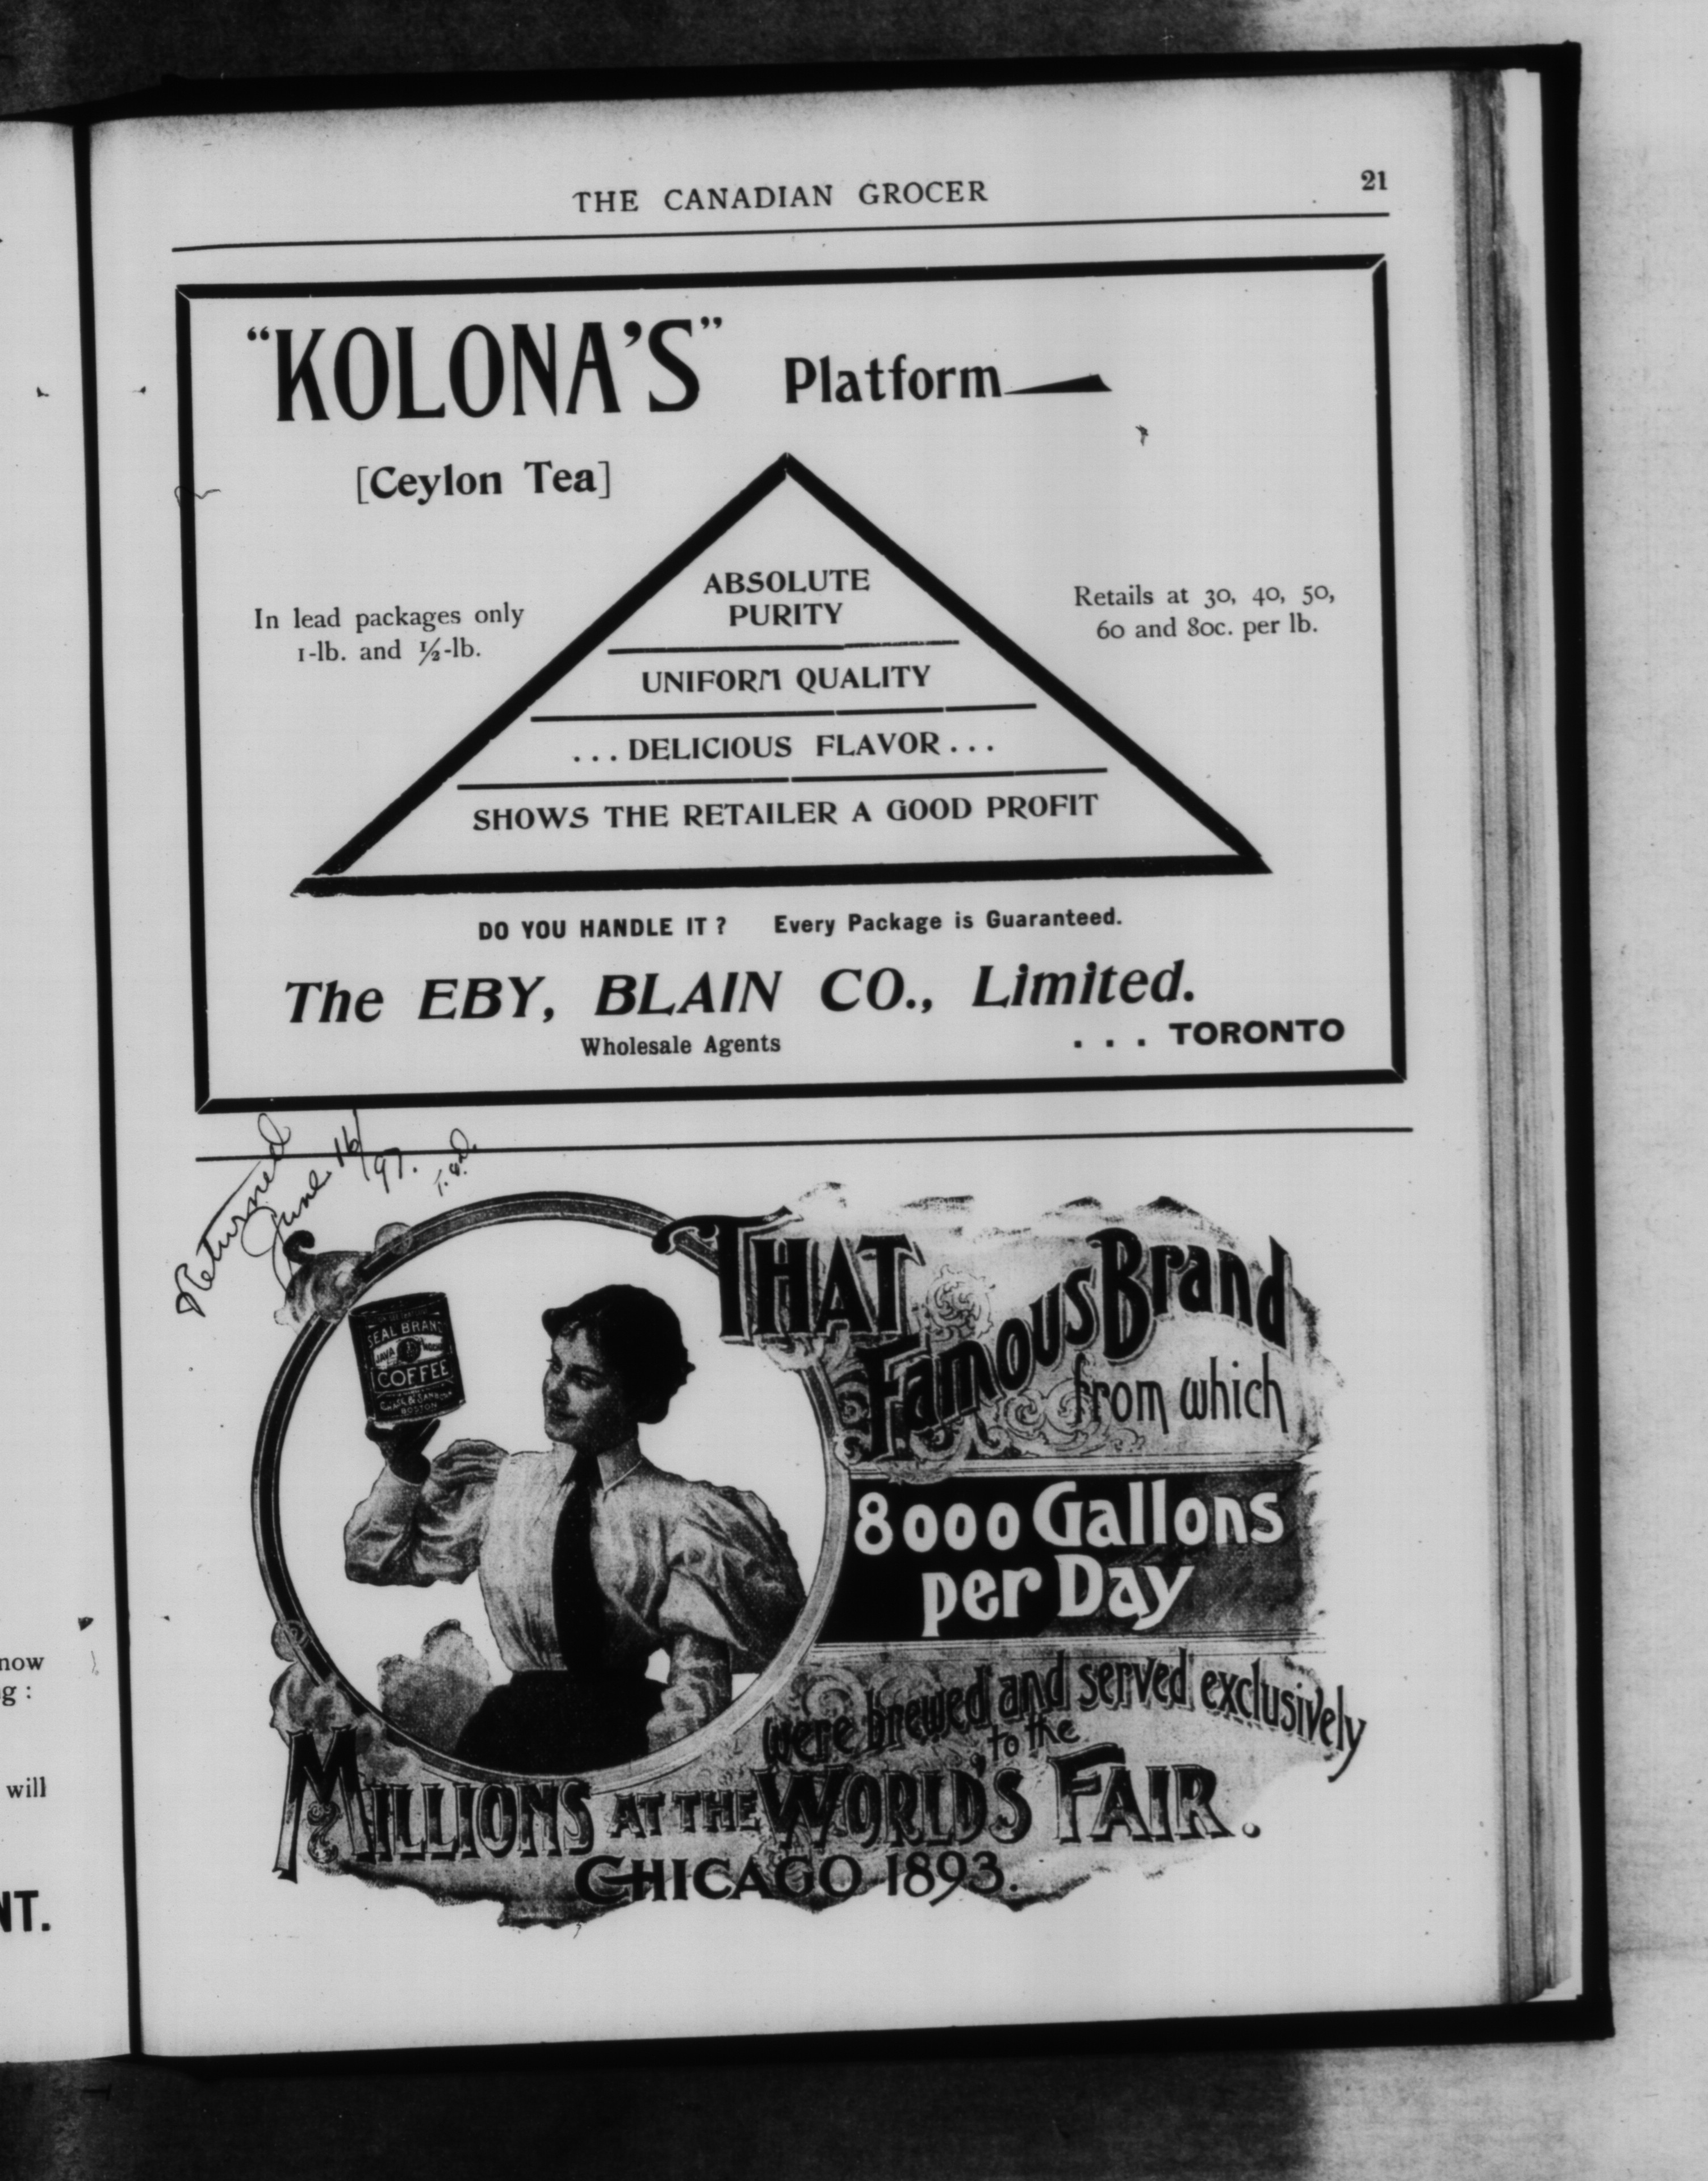 THE CANADIAN GROCER
21
"KOLONA'S" Platform
[Ceylon Tea]
In lead packages only
1-lb. and ½-lb.
Retails at 30, 40, 50,
60 and 80c. per lb.
ABSOLUTE
PURITY
UNIFORM QUALITY
... DELICIOUS FLAVOR ...
SHOWS THE RETAILER A GOOD PROFIT
DO YOU HANDLE IT? Every Package is Guaranteed.
The EBY, BLAIN CO., Limited.
Wholesale Agents
... TORONTO
Returned
June 16/97.
SEAL BRAND
JAVA
COFFEE
CHASE & SANBORN
BOSTON
THAT
Famous Brand
from which
8000 Gallons
per Day
were brewed and served exclusively
to the
MILLIONS AT THE WORLD'S FAIR.
CHICAGO 1893.
now
g:
will
NT.